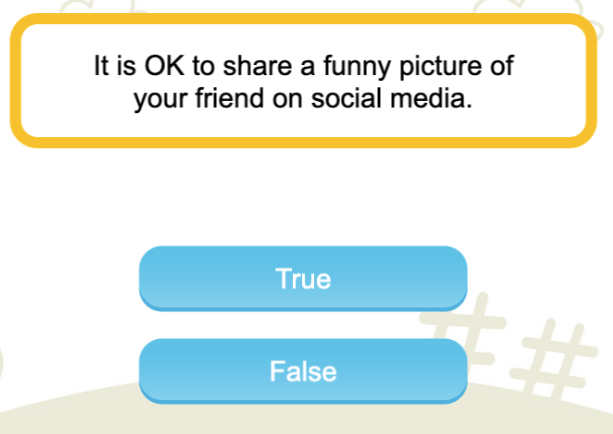 It is OK to share a funny picture of
your friend on social media.
True
False